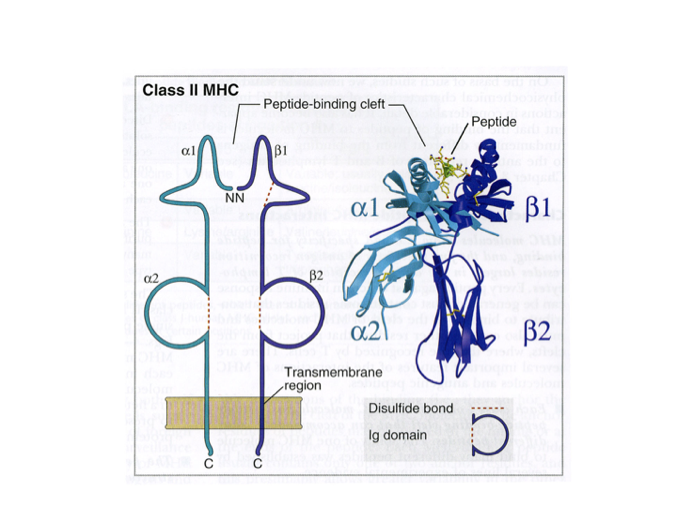 Class II MHC
Peptide-binding cleft
Peptide
α1
β1
NN
α1
β1
α2
β2
α2
β2
Transmembrane
region
Disulfide bond
Ig domain
C
C